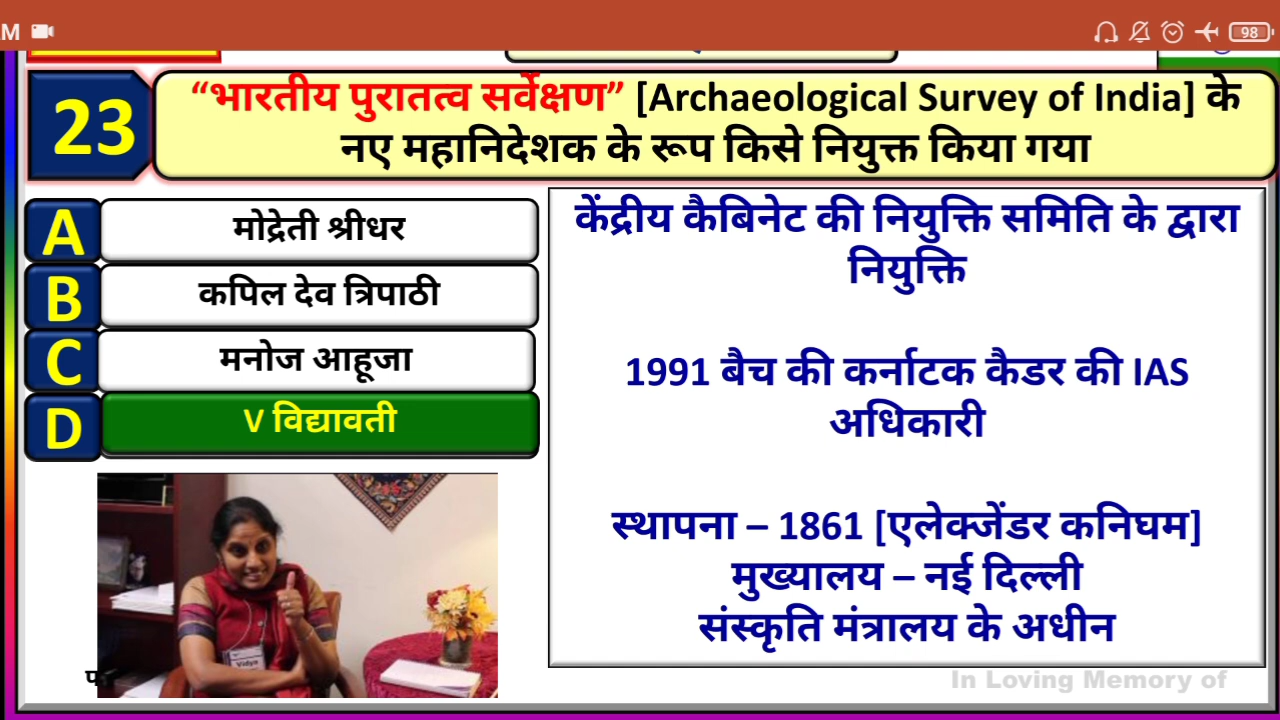 M
98
23
“भारतीय पुरातत्व सर्वेक्षण” [Archaeological Survey of India] के
नए महानिदेशक के रूप किसे नियुक्त किया गया
A
मोद्रेती श्रीधर
B
कपिल देव त्रिपाठी
C
मनोज आहूजा
D
V विद्यावती
केंद्रीय कैबिनेट की नियुक्ति समिति के द्वारा
नियुक्ति
1991 बैच की कर्नाटक कैडर की IAS
अधिकारी
स्थापना – 1861 [एलेक्जेंडर कनिघम]
मुख्यालय – नई दिल्ली
संस्कृति मंत्रालय के अधीन
Vidya
In Loving Memory of